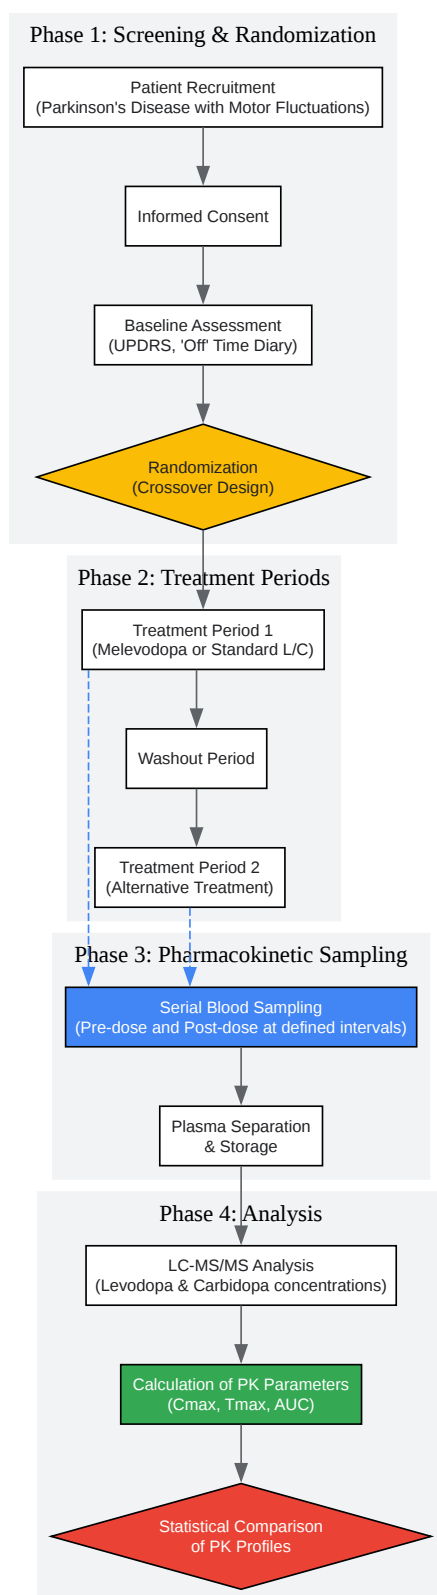 Phase 1: Screening & Randomization
Patient Recruitment
(Parkinson's Disease with Motor Fluctuations)
Informed Consent
Baseline Assessment
(UPDRS, 'Off' Time Diary)
Randomization
(Crossover Design)
Phase 2: Treatment Periods
Treatment Period 1
(Melevodopa or Standard L/C)
Washout Period
Treatment Period 2
(Alternative Treatment)
Phase 3: Pharmacokinetic Sampling
Serial Blood Sampling
(Pre-dose and Post-dose at defined intervals)
Plasma Separation
& Storage
Phase 4: Analysis
LC-MS/MS Analysis
(Levodopa & Carbidopa concentrations)
Calculation of PK Parameters
(Cmax, Tmax, AUC)
Statistical Comparison
of PK Profiles